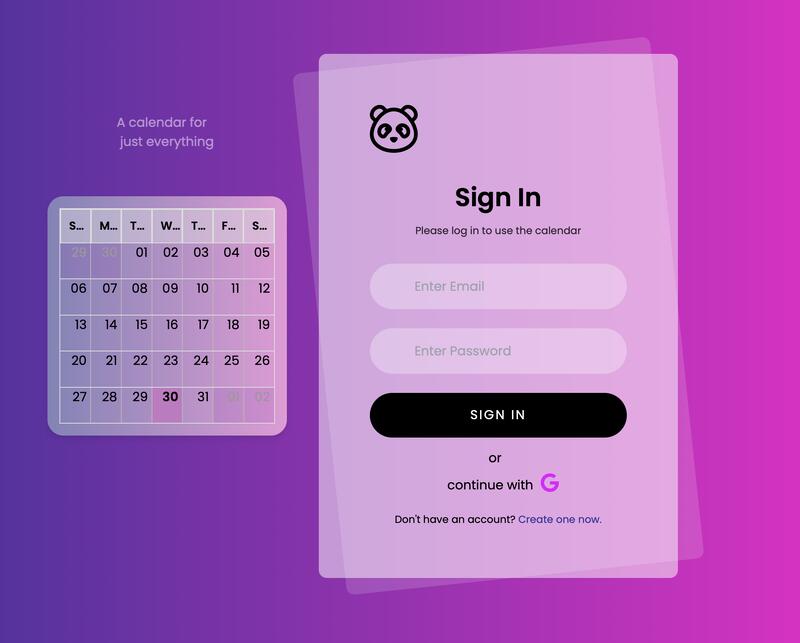 A calendar for
just everything
S... M... T... W... T... F... S...
29 30 01 02 03 04 05
06 07 08 09 10 11 12
13 14 15 16 17 18 19
20 21 22 23 24 25 26
27 28 29 30 31 01 02
Sign In
Please log in to use the calendar
Enter Email
Enter Password
SIGN IN
or
continue with G
Don't have an account? Create one now.